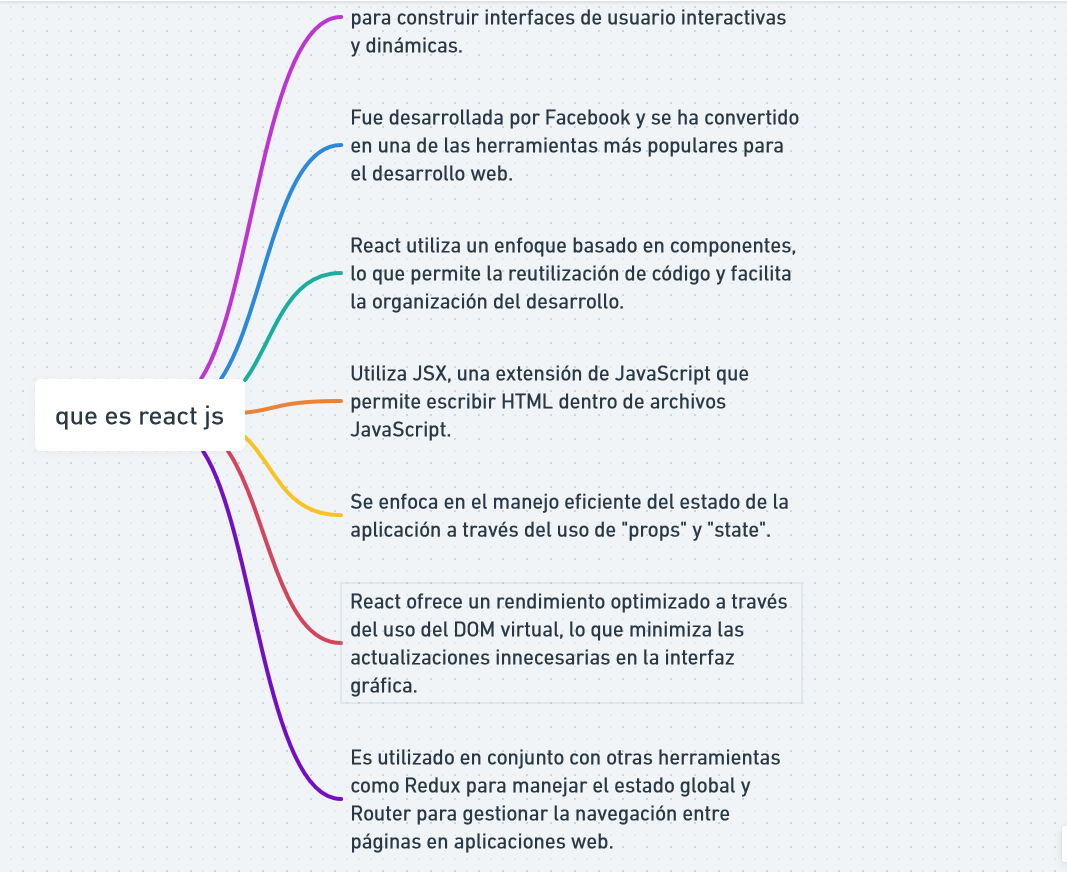 para construir interfaces de usuario interactivas
y dinámicas.
Fue desarrollada por Facebook y se ha convertido
en una de las herramientas más populares para
el desarrollo web.
React utiliza un enfoque basado en componentes,
lo que permite la reutilización de código y facilita
la organización del desarrollo.
Utiliza JSX, una extensión de JavaScript que
permite escribir HTML dentro de archivos
JavaScript.
que es react js
Se enfoca en el manejo eficiente del estado de la
aplicación a través del uso de "props" y "state".
React ofrece un rendimiento optimizado a través
del uso del DOM virtual, lo que minimiza las
actualizaciones innecesarias en la interfaz
gráfica.
Es utilizado en conjunto con otras herramientas
como Redux para manejar el estado global y
Router para gestionar la navegación entre
páginas en aplicaciones web.